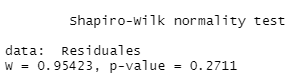 Shapiro-Wilk normality test
data:  Residuales
W = 0.95423, p-value = 0.2711